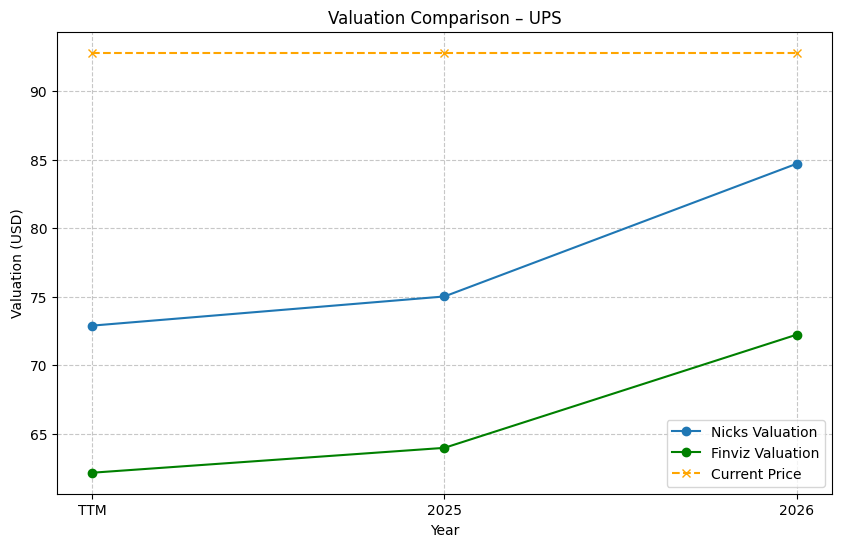 Valuation Comparison – UPS
Valuation (USD)
90
85
80
75
70
65
TTM
2025
2026
Year
Nicks Valuation
Finviz Valuation
Current Price